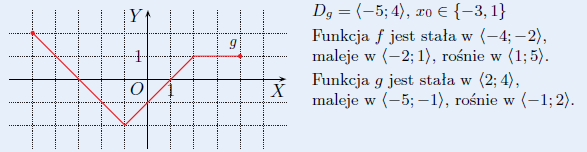 Y
g
1
O
1
X
D_g = ⟨−5; 4⟩, x_0 ∈ {−3, 1}
Funkcja f jest stała w ⟨−4; −2⟩,
maleje w ⟨−2; 1⟩, rośnie w ⟨1; 5⟩.
Funkcja g jest stała w ⟨2; 4⟩,
maleje w ⟨−5; −1⟩, rośnie w ⟨−1; 2⟩.